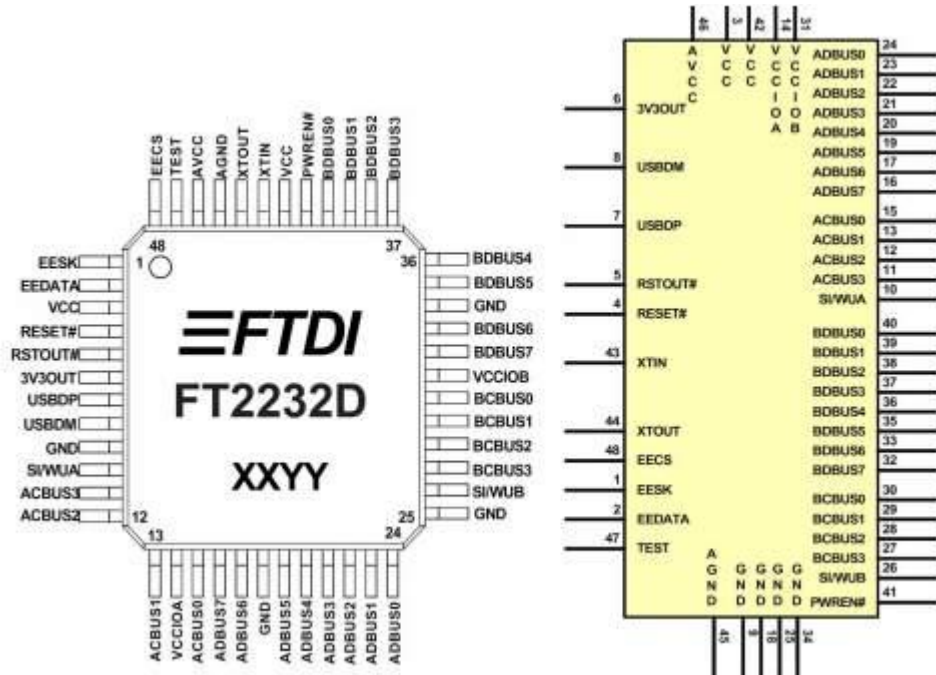 EECS
TEST
AVCC
AGND
XTOUT
XTIN
VCC
PWREN#
BDBUS0
BDBUS1
BDBUS2
BDBUS3
48
37
1
36
EESK
EEDATA
VCC
RESET#
RSTOUT#
3V3OUT
USBDP
USBDM
GND
SI/WUA
ACBUS3
ACBUS2
FTDI
FT2232D
XXYY
BDBUS4
BDBUS5
GND
BDBUS6
BDBUS7
VCCIOB
BCBUS0
BCBUS1
BCBUS2
BCBUS3
SI/WUB
GND
12
25
13
24
ACBUS1
VCCIOA
ACBUS0
ADBUS7
ADBUS6
GND
ADBUS5
ADBUS4
ADBUS3
ADBUS2
ADBUS1
ADBUS0
46
3
42
14
31
AVCC
VCC
VCC
VCCIOA
VCCIOB
6 3V3OUT
8 USBDM
7 USBDP
5 RSTOUT#
4 RESET#
43 XTIN
44 XTOUT
48 EECS
1 EESK
2 EEDATA
47 TEST
ADBUS0 24
ADBUS1 23
ADBUS2 22
ADBUS3 21
ADBUS4 20
ADBUS5 19
ADBUS6 17
ADBUS7 16
ACBUS0 15
ACBUS1 13
ACBUS2 12
ACBUS3 11
SI/WUA 10
BDBUS0 40
BDBUS1 39
BDBUS2 38
BDBUS3 37
BDBUS4 36
BDBUS5 35
BDBUS6 33
BDBUS7 32
BCBUS0 30
BCBUS1 29
BCBUS2 28
BCBUS3 27
SI/WUB 26
PWREN# 41
AGND
GND
GND
GND
GND
45
9
18
25
34